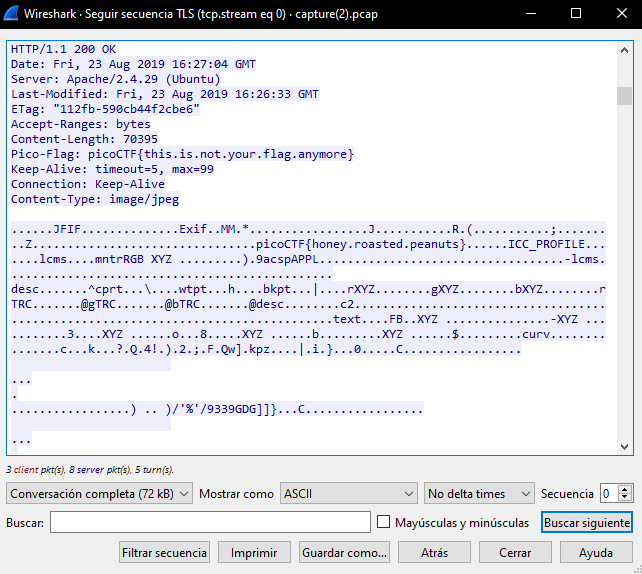 Wireshark · Seguir secuencia TLS (tcp.stream eq 0) · capture(2).pcap
HTTP/1.1 200 OK
Date: Fri, 23 Aug 2019 16:27:04 GMT
Server: Apache/2.4.29 (Ubuntu)
Last-Modified: Fri, 23 Aug 2019 16:26:33 GMT
ETag: "112fb-590cb44f2cbe6"
Accept-Ranges: bytes
Content-Length: 70395
Pico-Flag: picoCTF{this.is.not.your.flag.anymore}
Keep-Alive: timeout=5, max=99
Connection: Keep-Alive
Content-Type: image/jpeg
......JFIF.............Exif..MM.*.................J..........R.(...........;.......
..Z..............................picoCTF{honey.roasted.peanuts}......ICC_PROFILE...
....lcms....mntrRGB XYZ .........).9acspAPPL...................................-lcms.
..............................................
desc.......^cprt...\....wtpt...h....bkpt...|....rXYZ.......gXYZ.......bXYZ.......r
TRC.......@gTRC.......@bTRC.......@desc........c2..................................
..............................................text....FB..XYZ ...............-XYZ ...
........3....XYZ ......o...8.....XYZ ......b.........XYZ ......$.........curv........
........c...k...?.Q.4!.).2.;.F.Qw].kpz....|.i.}...0.....C.................
...
.
.................) .. )/'%'/9339GDG]]}...C.................
...
3 client pkt(s), 8 server pkt(s), 5 turn(s).
Conversación completa (72 kB) Mostrar como ASCII No delta times Secuencia 0
Buscar: Mayúsculas y minúsculas Buscar siguiente
Filtrar secuencia Imprimir Guardar como... Atrás Cerrar Ayuda